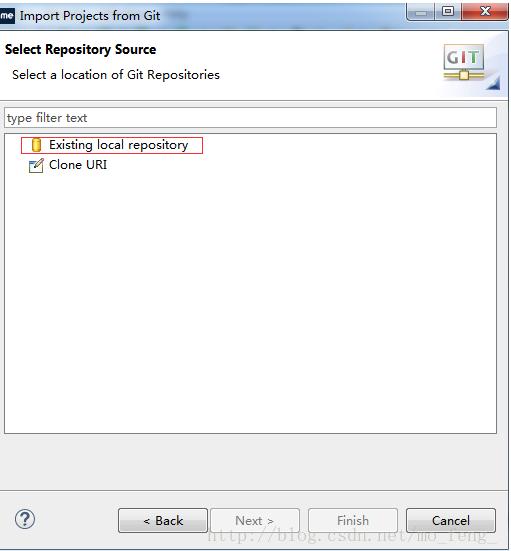 me Import Projects from Git
Select Repository Source
Select a location of Git Repositories
GIT
type filter text
Existing local repository
Clone URI
?
< Back
Next >
Finish
Cancel
http://blog.csdn.net/mo_feng_